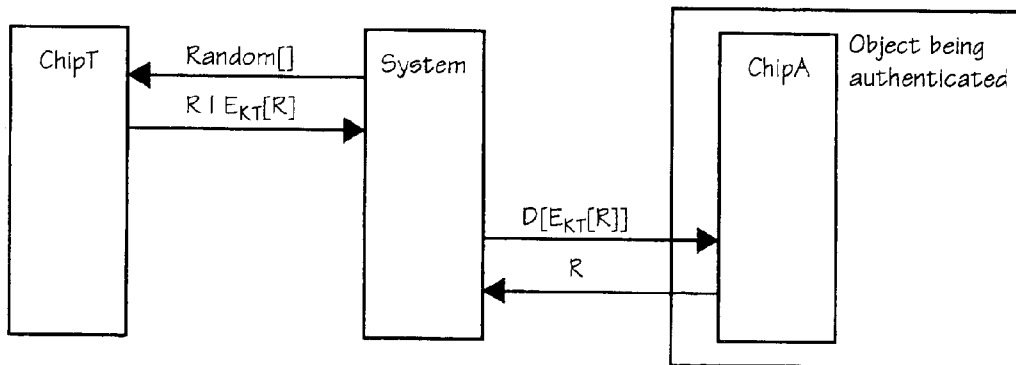 ChipT
Random[]
System
ChipA
Object being
authenticated
R | E_KT[R]
D[E_KT[R]]
R